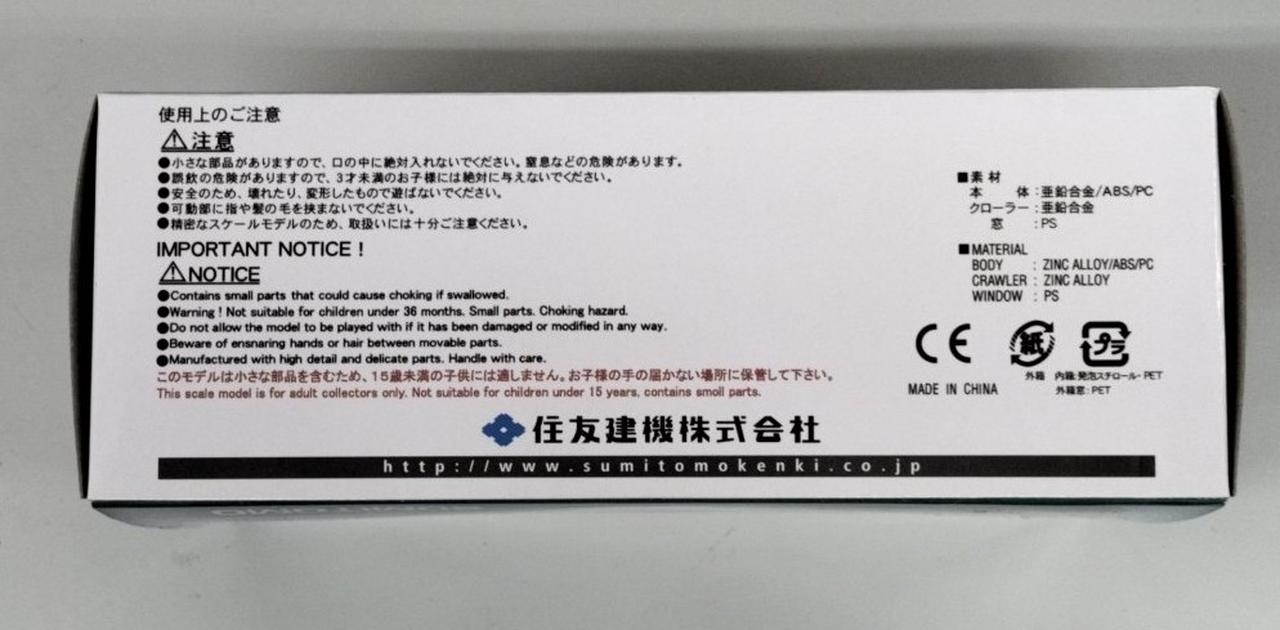 使用上のご注意
⚠注意
●小さな部品がありますので、口の中に絶対入れないでください。窒息などの危険があります。
●誤飲の危険がありますので、3才未満のお子様には絶対に与えないでください。
●安全のため、壊れたり、変形したもので遊ばないでください。
●可動部に指や髪の毛を挟まないでください。
●精密なスケールモデルのため、取扱いには十分ご注意ください。
IMPORTANT NOTICE !
⚠NOTICE
●Contains small parts that could cause choking if swallowed.
●Warning ! Not suitable for children under 36 months. Small parts. Choking hazard.
●Do not allow the model to be played with if it has been damaged or modified in any way.
●Beware of ensnaring hands or hair between movable parts.
●Manufactured with high detail and delicate parts. Handle with care.
このモデルは小さな部品を含むため、15歳未満の子供には適しません。お子様の手の届かない場所に保管して下さい。
This scale model is for adult collectors only. Not suitable for children under 15 years, contains small parts.
■素材
本体:亜鉛合金/ABS/PC
クローラー:亜鉛合金
窓:PS
■MATERIAL
BODY : ZINC ALLOY/ABS/PC
CRAWLER : ZINC ALLOY
WINDOW : PS
CE 紙 プラ
外箱 内箱:発泡スチロール・PET
外箱窓:PET
MADE IN CHINA
住友建機株式会社
http://www.sumitomokenki.co.jp